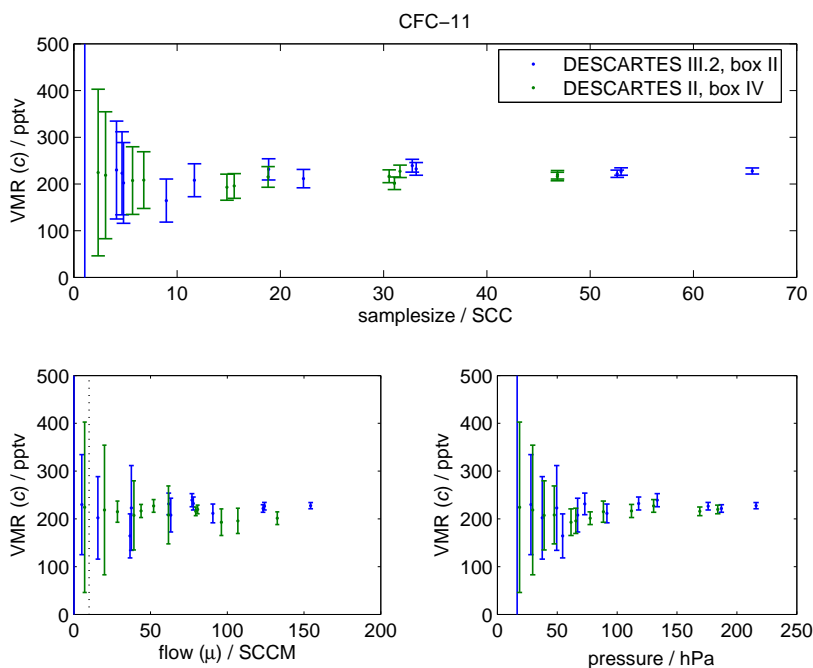 CFC−11
500
400
300
200
100
0
VMR (c) / pptv
DESCARTES III.2, box II
DESCARTES II, box IV
0 10 20 30 40 50 60 70
samplesize / SCC
500
400
300
200
100
0
VMR (c) / pptv
0 50 100 150 200
flow (μ) / SCCM
500
400
300
200
100
0
VMR (c) / pptv
0 50 100 150 200 250
pressure / hPa